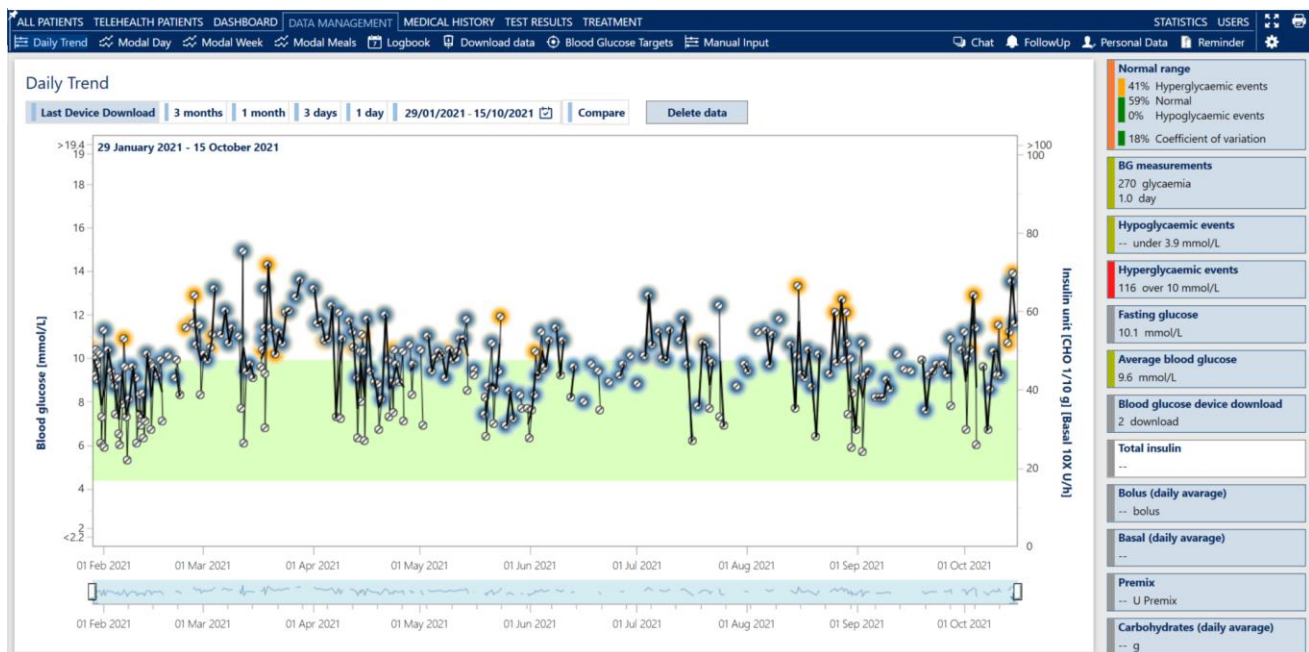 ALL PATIENTS TELEHEALTH PATIENTS DASHBOARD DATA MANAGEMENT MEDICAL HISTORY TEST RESULTS TREATMENT STATISTICS USERS
Daily Trend Modal Day Modal Week Modal Meals Logbook Download data Blood Glucose Targets Manual Input Chat FollowUp Personal Data Reminder
Daily Trend
Last Device Download 3 months 1 month 3 days 1 day 29/01/2021 - 15/10/2021 Compare Delete data
29 January 2021 - 15 October 2021
Blood glucose [mmol/L]
>19.4
19
18
16
14
12
10
8
6
4
2
<2.2
>100
100
80
60
40
20
0
Insulin unit [CHO 1/10 g] [Basal 10X U/h]
01 Feb 2021 01 Mar 2021 01 Apr 2021 01 May 2021 01 Jun 2021 01 Jul 2021 01 Aug 2021 01 Sep 2021 01 Oct 2021
01 Feb 2021 01 Mar 2021 01 Apr 2021 01 May 2021 01 Jun 2021 01 Jul 2021 01 Aug 2021 01 Sep 2021 01 Oct 2021
Normal range
41% Hyperglycaemic events
59% Normal
0% Hypoglycaemic events
18% Coefficient of variation
BG measurements
270 glycaemia
1.0 day
Hypoglycaemic events
-- under 3.9 mmol/L
Hyperglycaemic events
116 over 10 mmol/L
Fasting glucose
10.1 mmol/L
Average blood glucose
9.6 mmol/L
Blood glucose device download
2 download
Total insulin
--
Bolus (daily avarage)
-- bolus
Basal (daily avarage)
--
Premix
-- U Premix
Carbohydrates (daily avarage)
-- g